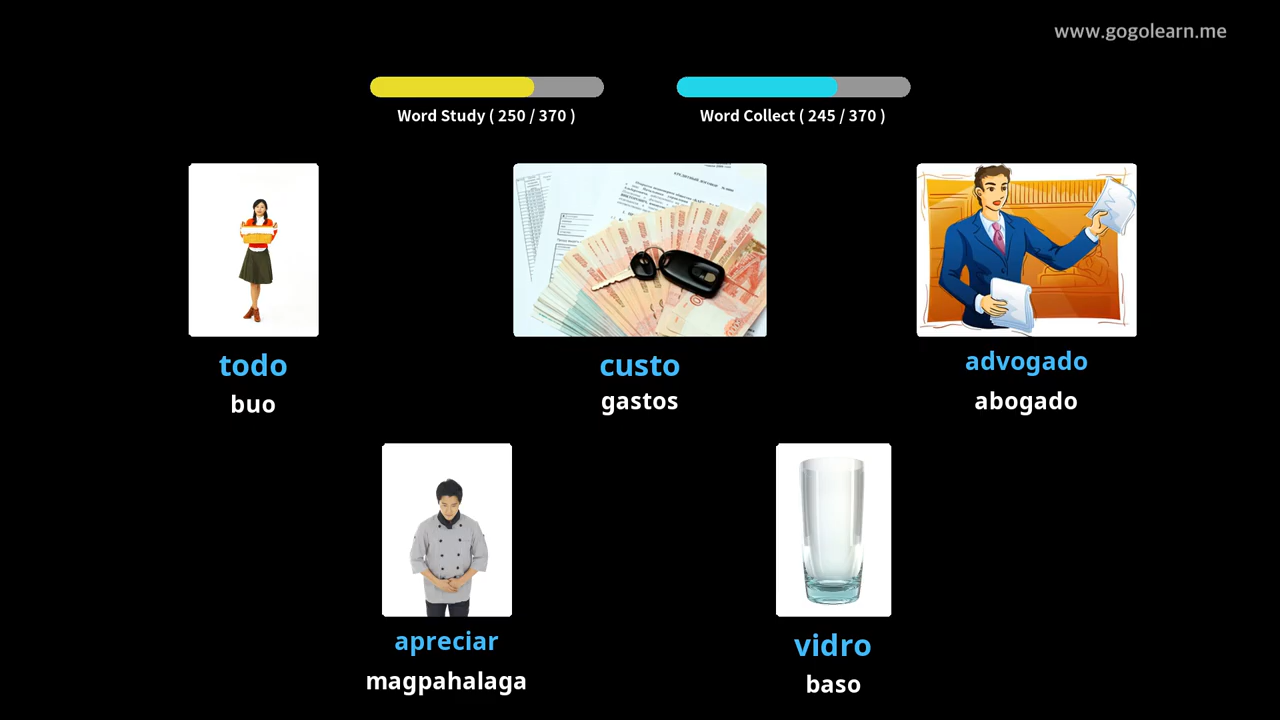 www.gogolearn.me
Word Study ( 250 / 370 )
Word Collect ( 245 / 370 )
todo
buo
custo
gastos
advogado
abogado
apreciar
magpahalaga
vidro
baso